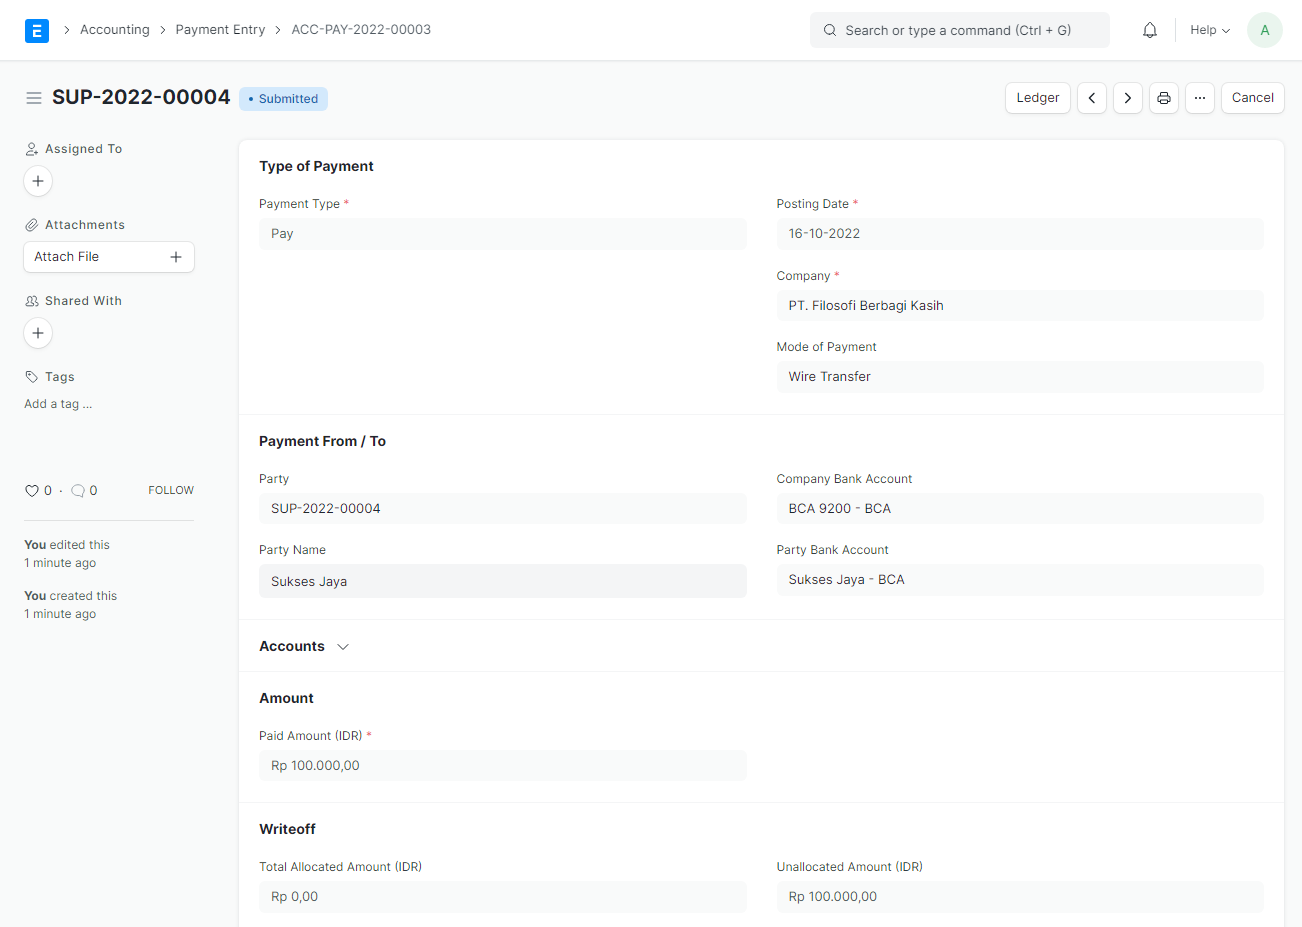 E
Accounting
Payment Entry
ACC-PAY-2022-00003
Search or type a command (Ctrl + G)
Help
A
SUP-2022-00004
Submitted
Ledger
Cancel
Assigned To
Attachments
Attach File
Shared With
Tags
Add a tag ...
0 · 0
FOLLOW
You edited this
1 minute ago
You created this
1 minute ago
Type of Payment
Payment Type *
Pay
Posting Date *
16-10-2022
Company *
PT. Filosofi Berbagi Kasih
Mode of Payment
Wire Transfer
Payment From / To
Party
SUP-2022-00004
Company Bank Account
BCA 9200 - BCA
Party Name
Sukses Jaya
Party Bank Account
Sukses Jaya - BCA
Accounts
Amount
Paid Amount (IDR) *
Rp 100.000,00
Writeoff
Total Allocated Amount (IDR)
Rp 0,00
Unallocated Amount (IDR)
Rp 100.000,00